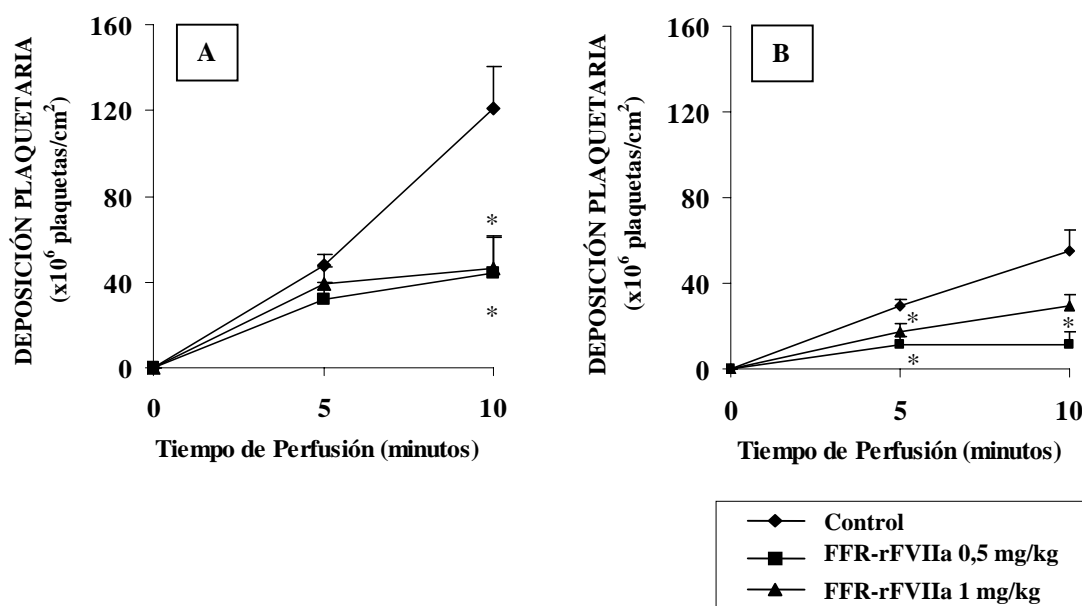 DEPOSICIÓN PLAQUETARIA
(x10⁶ plaquetas/cm²)
160
120
80
40
0
A
*
*
0
5
10
Tiempo de Perfusión (minutos)
DEPOSICIÓN PLAQUETARIA
(x10⁶ plaquetas/cm²)
160
120
80
40
0
B
*
*
*
0
5
10
Tiempo de Perfusión (minutos)
Control
FFR-rFVIIa 0,5 mg/kg
FFR-rFVIIa 1 mg/kg